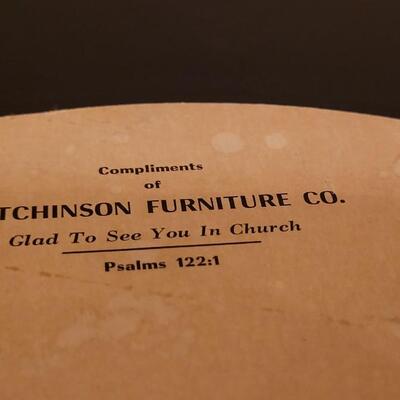 Compliments
of
TCHINSON FURNITURE CO.
Glad To See You In Church
Psalms 122:1